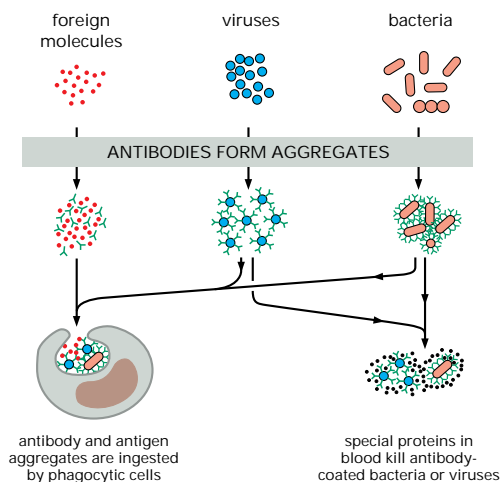 foreign
molecules
viruses
bacteria
ANTIBODIES FORM AGGREGATES
antibody and antigen
aggregates are ingested
by phagocytic cells
special proteins in
blood kill antibody-
coated bacteria or viruses